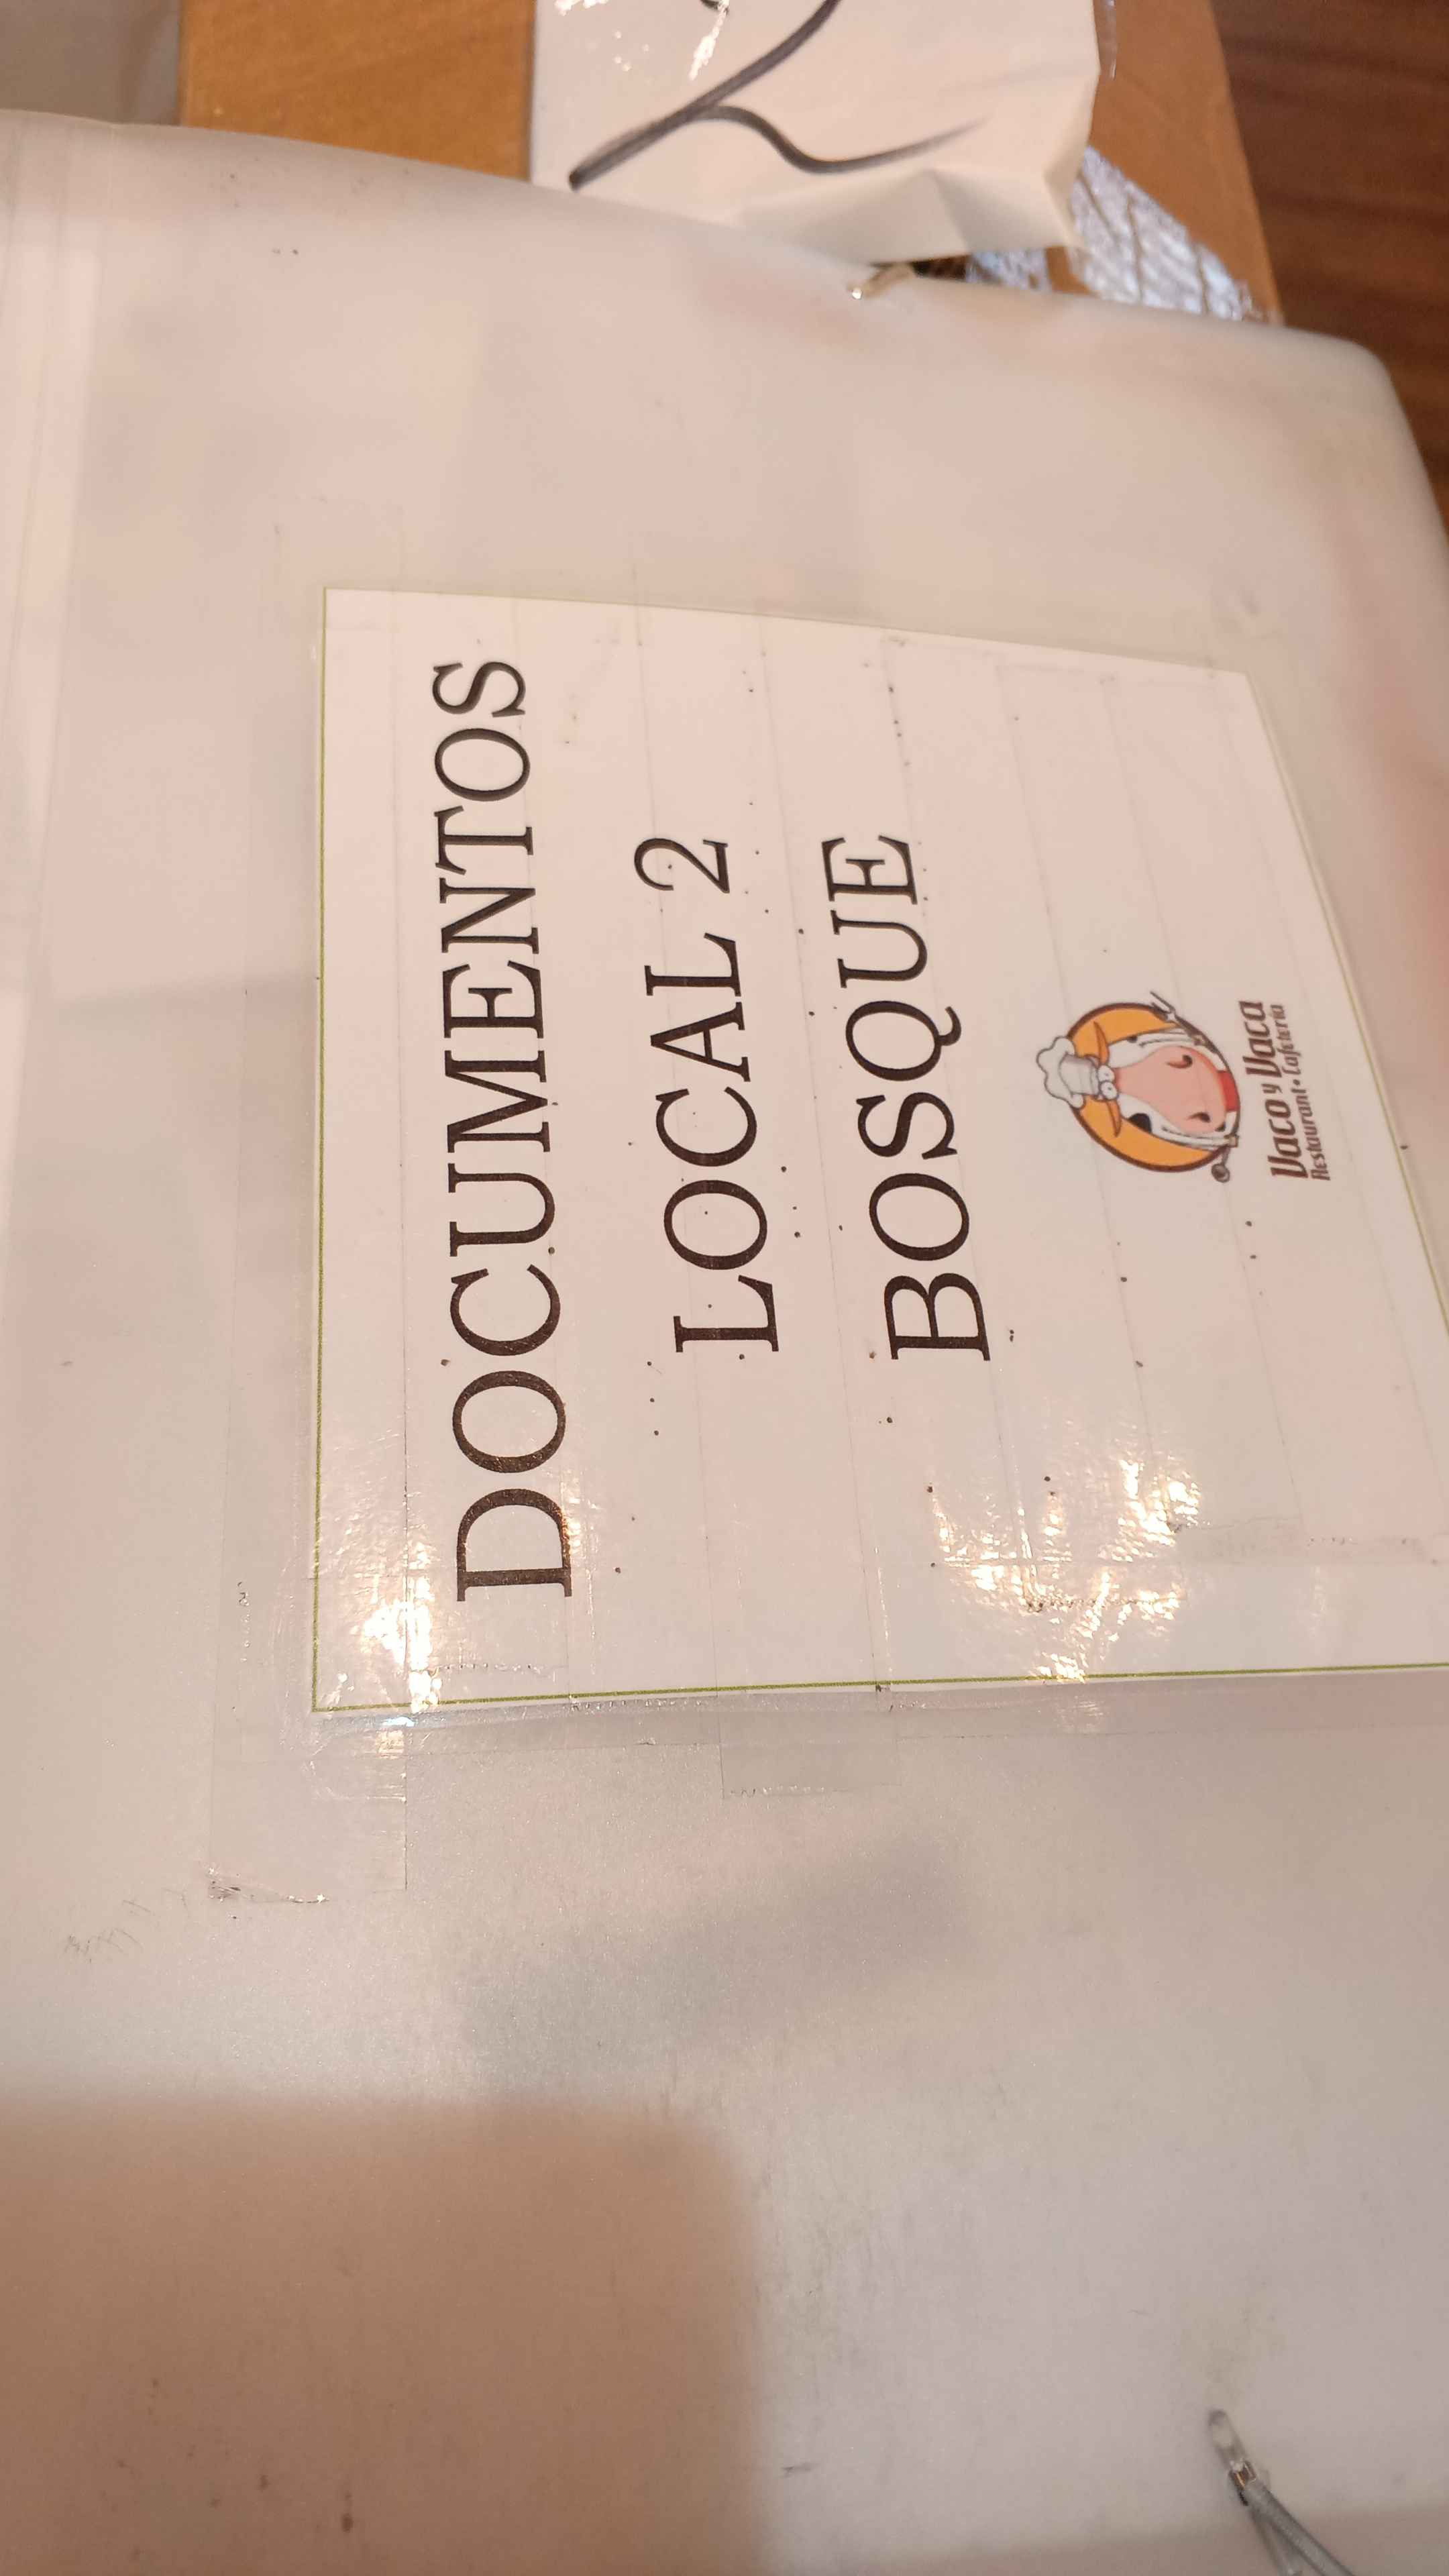 DOCUMENTOS
LOCAL 2
BOSQUE
Vaco y Vaca
Restaurant • Cafetería